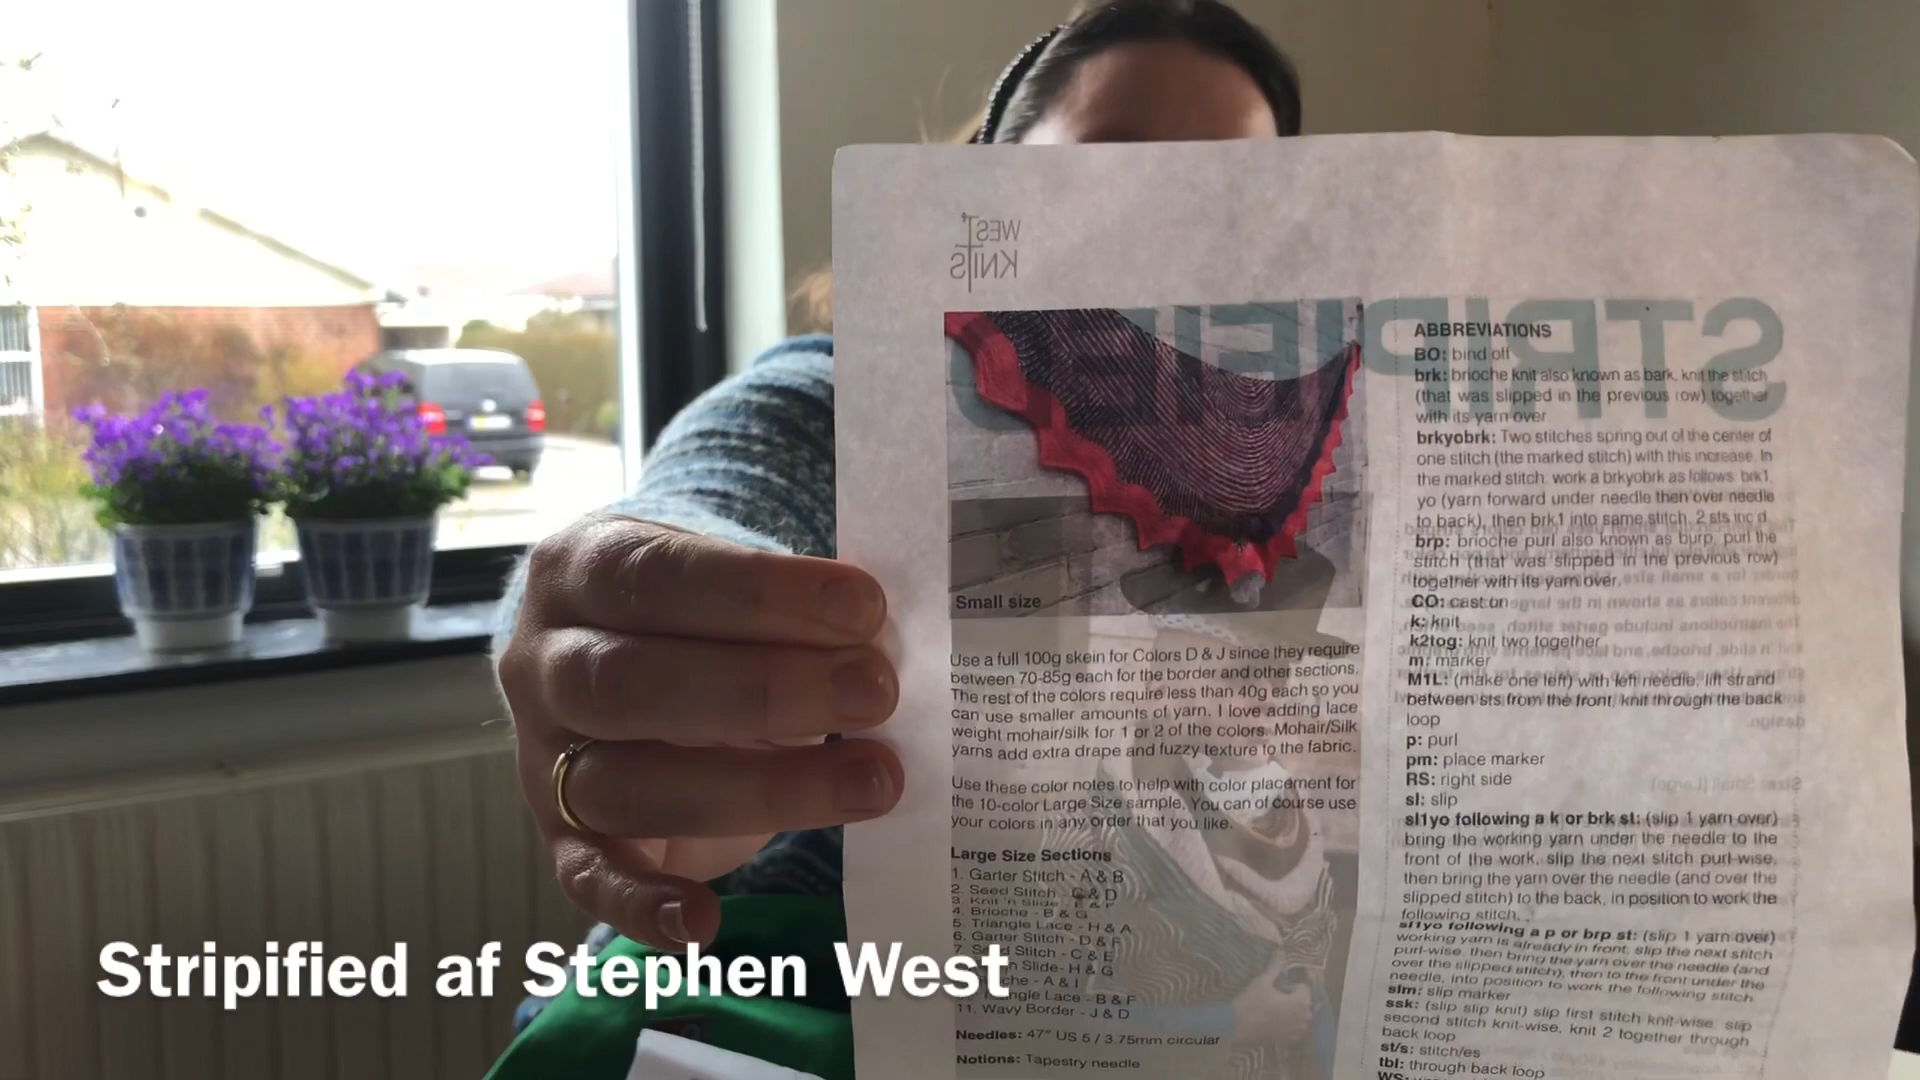 WEST
KNITS
STRIPIFIED
Small size
Use a full 100g skein for Colors D & J since they require
between 70-85g each for the border and other sections.
The rest of the colors require less than 40g each so you
can use smaller amounts of yarn. I love adding lace
weight mohair/silk for 1 or 2 of the colors. Mohair/Silk
yarns add extra drape and fuzzy texture to the fabric.
Use these color notes to help with color placement for
the 10-color Large Size sample. You can of course use
your colors in any order that you like.
Large Size Sections
1. Garter Stitch - A & B
2. Seed Stitch - C & D
3. Knit 'n Slide - E & F
4. Brioche - B & G
5. Triangle Lace - H & A
6. Garter Stitch - D & F
7. Seed Stitch - C & E
Slide- H & G
- A & I
Lace - B & F
11. Wavy Border - J & D
Needles: 47" US 5 / 3.75mm circular
Notions: Tapestry needle
ABBREVIATIONS
BO: bind off
brk: brioche knit also known as bark, knit the stitch
(that was slipped in the previous row) together
with its yarn over
brkyobrk: Two stitches spring out of the center of
one stitch (the marked stitch) with this increase. In
the marked stitch, work a brkyobrk as follows: brk1,
yo (yarn forward under needle then over needle
to back), then brk1 into same stitch. 2 sts inc'd.
brp: brioche purl also known as burp, purl the
stitch (that was slipped in the previous row)
together with its yarn over.
CO: cast on
k: knit
k2tog: knit two together
m: marker
M1L: (make one left) with left needle, lift strand
between sts from the front, knit through the back
loop
p: purl
pm: place marker
RS: right side
sl: slip
sl1yo following a k or brk st: (slip 1 yarn over)
bring the working yarn under the needle to the
front of the work, slip the next stitch purl-wise,
then bring the yarn over the needle (and over the
slipped stitch) to the back, in position to work the
following stitch.
sl1yo following a p or brp st: (slip 1 yarn over)
working yarn is already in front, slip the next stitch
purl-wise, then bring the yarn over the needle (and
over the slipped stitch), then to the front under the
needle, into position to work the following stitch.
slm: slip marker
ssk: (slip slip knit) slip first stitch knit-wise, slip
second stitch knit-wise, knit 2 together through
back loop
st/s: stitch/es
tbl: through back loop
WS:
Stripified af Stephen West